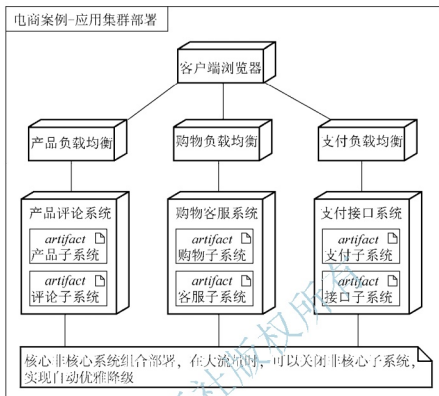 电商案例-应用集群部署
客户端浏览器
产品负载均衡
购物负载均衡
支付负载均衡
产品评论系统
购物客服系统
支付接口系统
artifact
产品子系统
artifact
购物子系统
artifact
支付子系统
artifact
评论子系统
artifact
客服子系统
artifact
接口子系统
核心非核心系统组合部署，在大流量时，可以关闭非核心子系统，
实现自动优雅降级
社版权所有